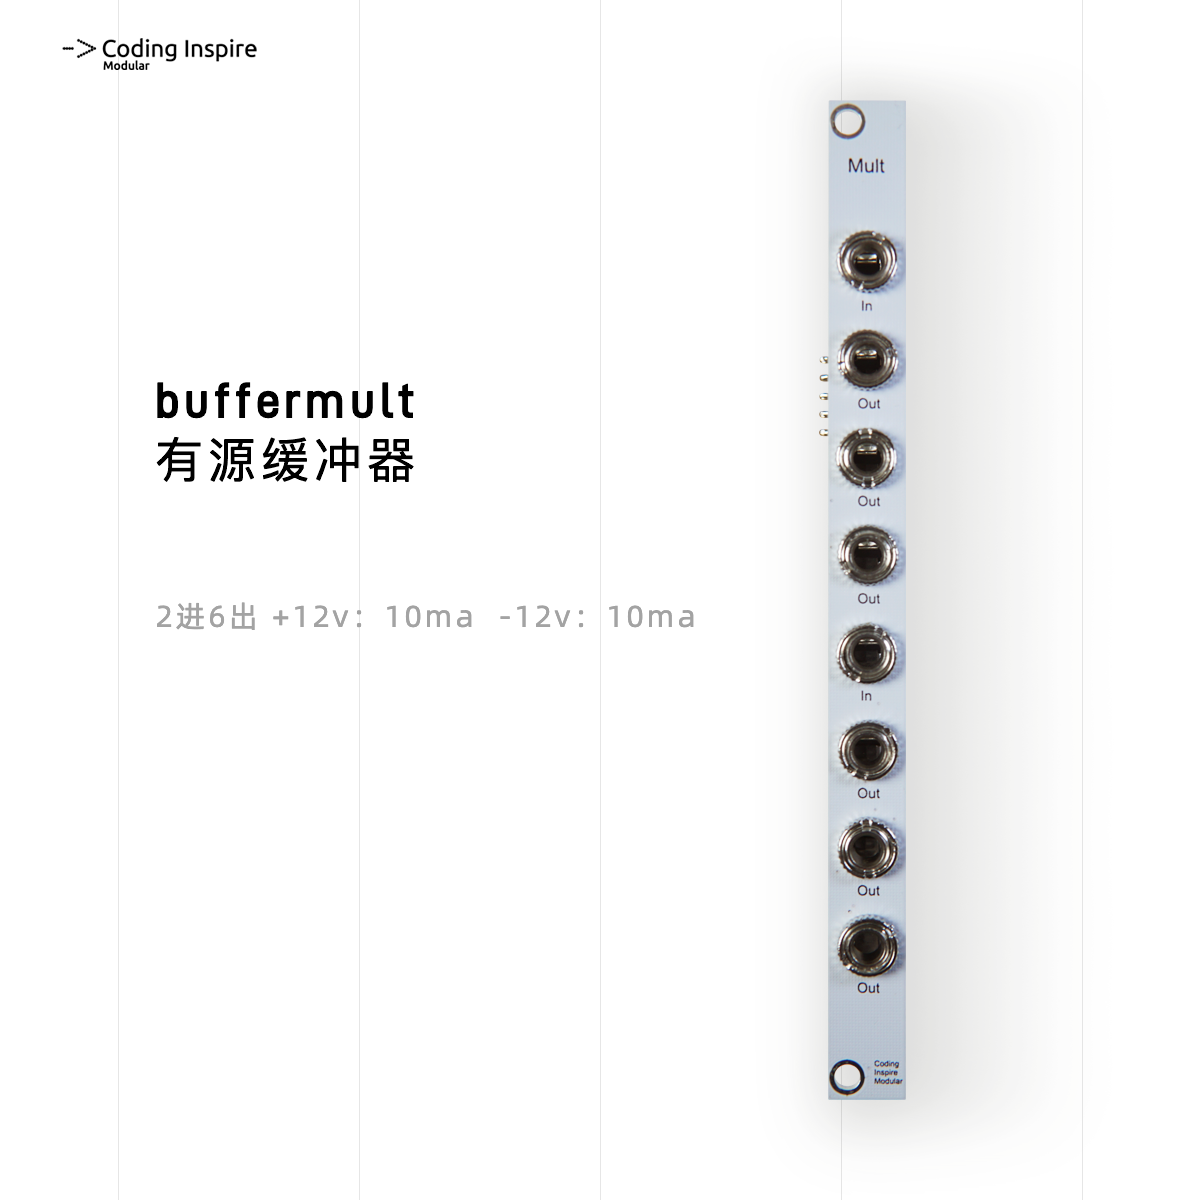 Coding Inspire
Modular
buffermult
有源缓冲器
2进6出 +12v：10ma -12v：10ma
Mult
In
Out
Out
Out
In
Out
Out
Out
Coding
Inspire
Modular